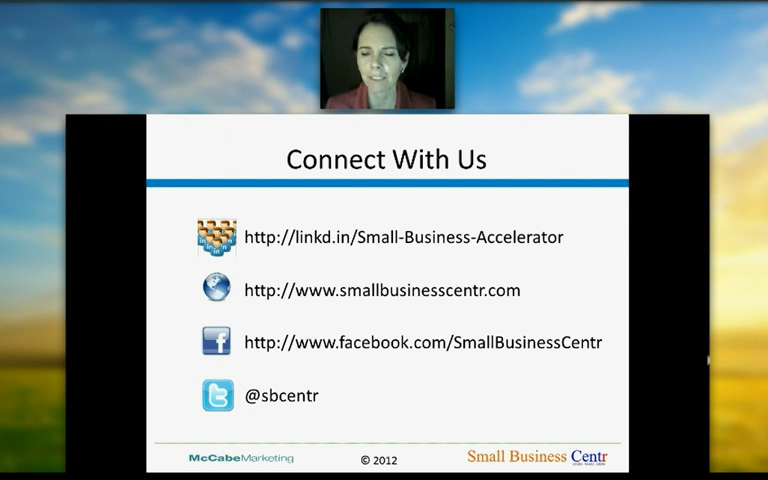 Connect With Us
http://linkd.in/Small-Business-Accelerator
http://www.smallbusinesscentr.com
http://www.facebook.com/SmallBusinessCentr
@sbcentr
McCabeMarketing
© 2012
Small Business Centr